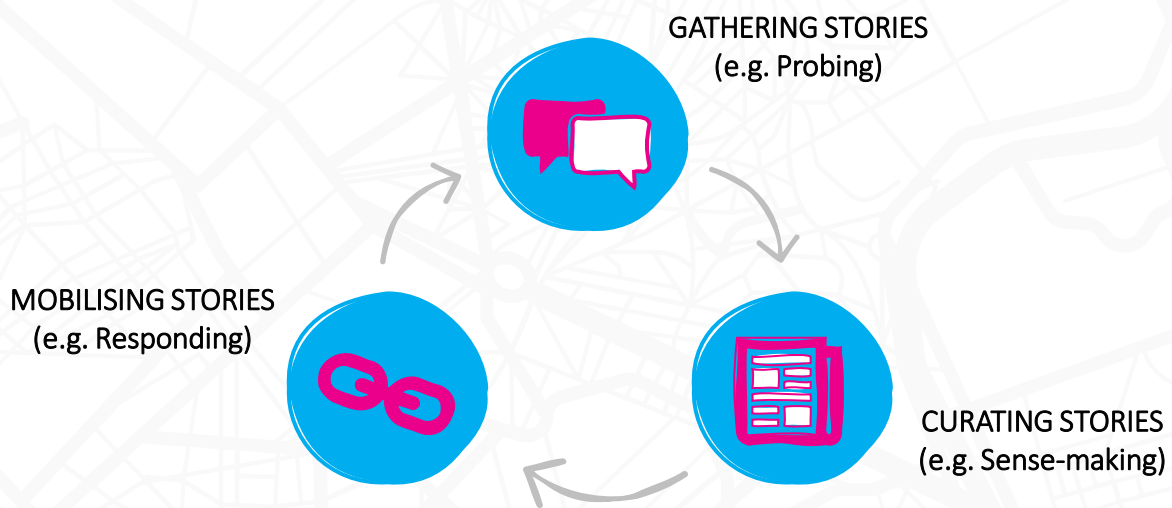 GATHERING STORIES
(e.g. Probing)
MOBILISING STORIES
(e.g. Responding)
CURATING STORIES
(e.g. Sense-making)